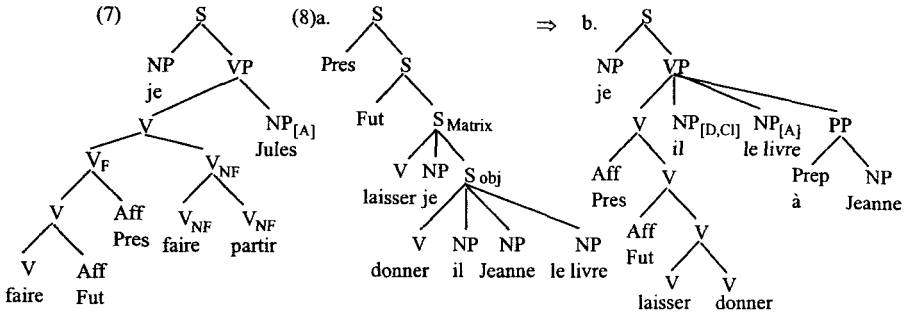 (7) S (8)a. S ⇒ b. S
NP VP Pres S NP VP
je je
V NP[A] Fut SMatrix V NP[D,Cl] NP[A] PP
Jules il le livre
VF VNF V NP Sobj Aff V Prep NP
laisser je Pres à Jeanne
V Aff VNF VNF V NP NP NP Aff V
Pres faire partir donner il Jeanne le livre Fut
V Aff V V
faire Fut laisser donner